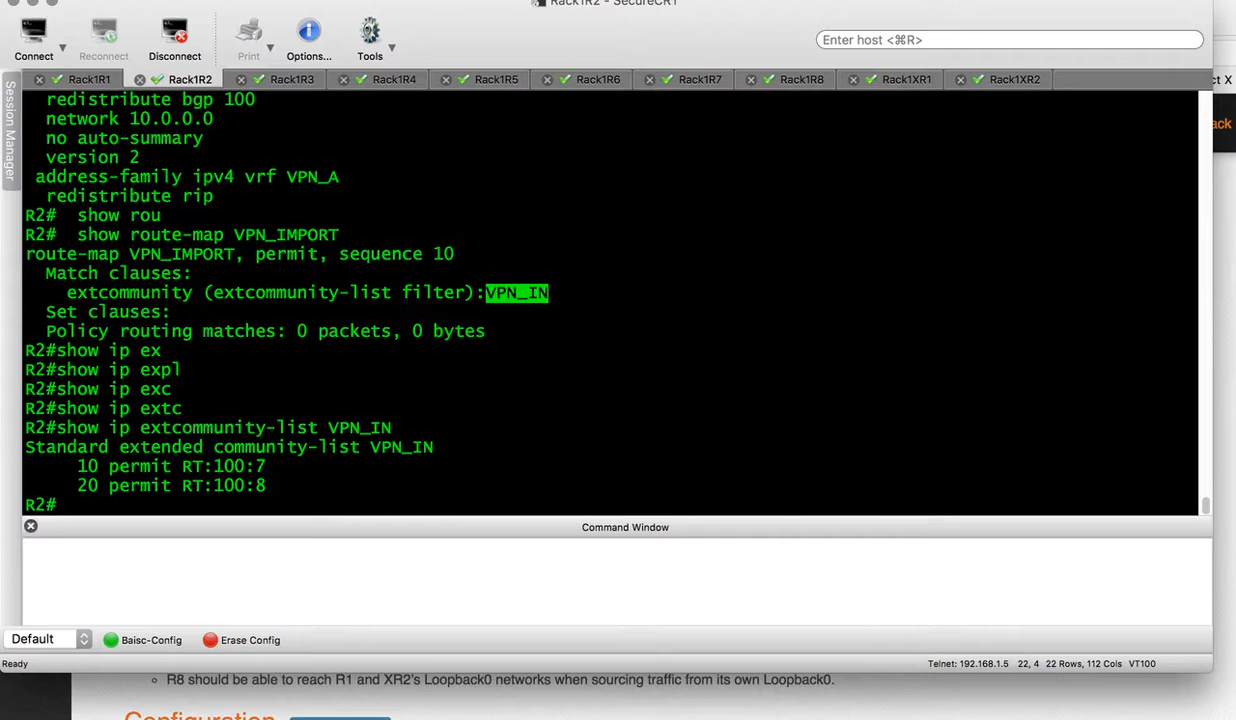 Rack1R2 - SecureCRT
Connect
Reconnect
Disconnect
Print
Options...
Tools
Enter host <⌘R>
Rack1R1
Rack1R2
Rack1R3
Rack1R4
Rack1R5
Rack1R6
Rack1R7
Rack1R8
Rack1XR1
Rack1XR2
ct X
ack
Session Manager
redistribute bgp 100
network 10.0.0.0
no auto-summary
version 2
address-family ipv4 vrf VPN_A
redistribute rip
R2#  show rou
R2#  show route-map VPN_IMPORT
route-map VPN_IMPORT, permit, sequence 10
Match clauses:
extcommunity (extcommunity-list filter):VPN_IN
Set clauses:
Policy routing matches: 0 packets, 0 bytes
R2#show ip ex
R2#show ip expl
R2#show ip exc
R2#show ip extc
R2#show ip extcommunity-list VPN_IN
Standard extended community-list VPN_IN
10 permit RT:100:7
20 permit RT:100:8
R2#
Command Window
Default
Baisc-Config
Erase Config
Ready
Telnet: 192.168.1.5  22, 4  22 Rows, 112 Cols  VT100
R8 should be able to reach R1 and XR2's Loopback0 networks when sourcing traffic from its own Loopback0.
Configuration